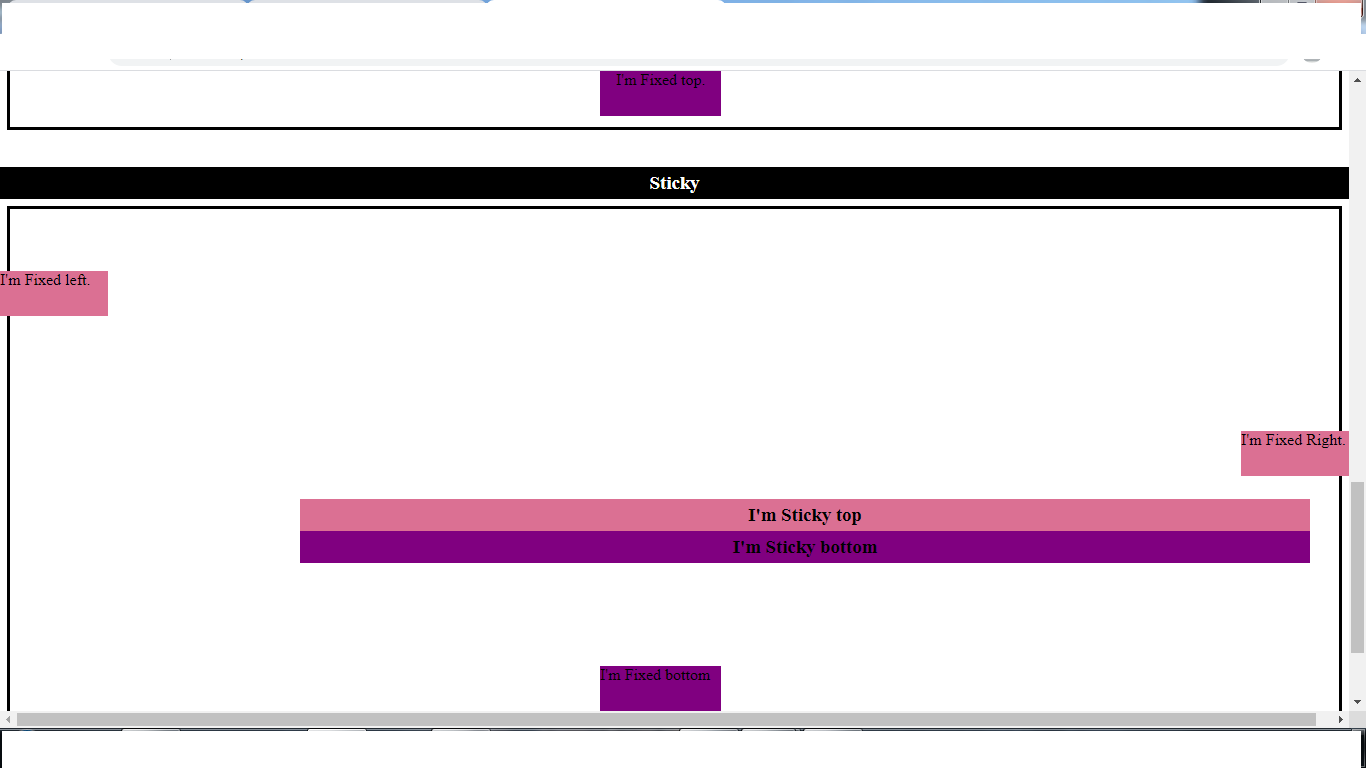 I'm Fixed top.
Sticky
I'm Fixed left.
I'm Fixed Right.
I'm Sticky top
I'm Sticky bottom
I'm Fixed bottom